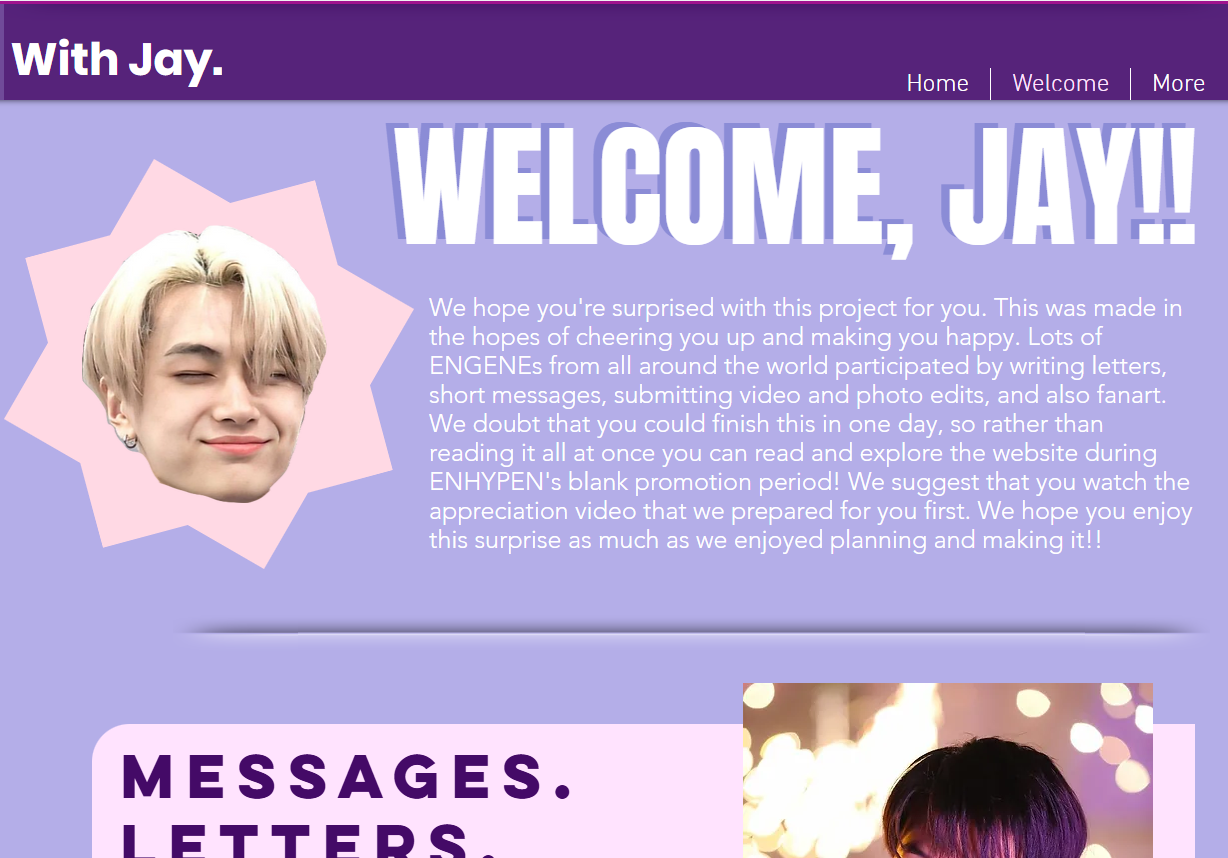 With Jay.
Home
Welcome
More
WELCOME, JAY!!
We hope you're surprised with this project for you. This was made in
the hopes of cheering you up and making you happy. Lots of
ENGENEs from all around the world participated by writing letters,
short messages, submitting video and photo edits, and also fanart.
We doubt that you could finish this in one day, so rather than
reading it all at once you can read and explore the website during
ENHYPEN's blank promotion period! We suggest that you watch the
appreciation video that we prepared for you first. We hope you enjoy
this surprise as much as we enjoyed planning and making it!!
MESSAGES.
LETTERS.